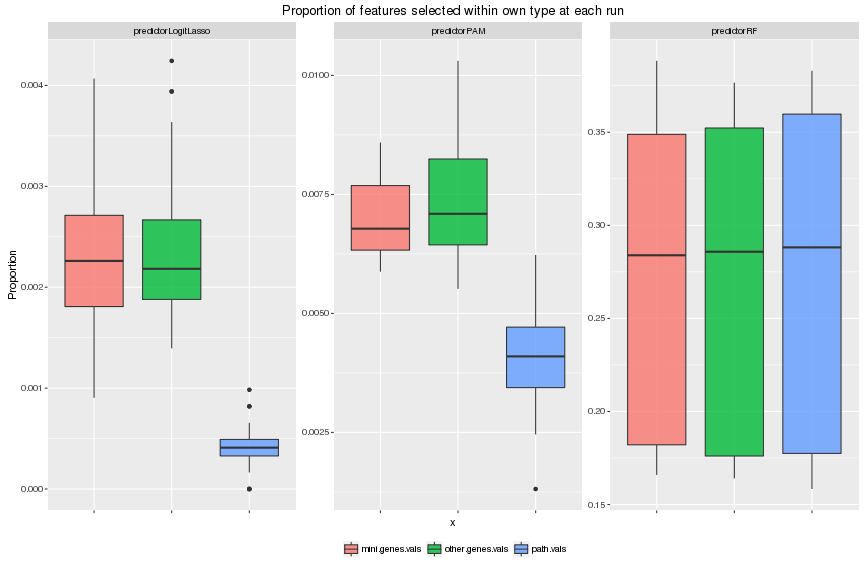 Proportion of features selected within own type at each run
predictorLogitLasso
predictorPAM
predictorRF
0.004
0.003
0.002
0.001
0.000
0.0100
0.0075
0.0050
0.0025
0.35
0.30
0.25
0.20
0.15
Proportion
x
mini.genes.vals other.genes.vals path.vals